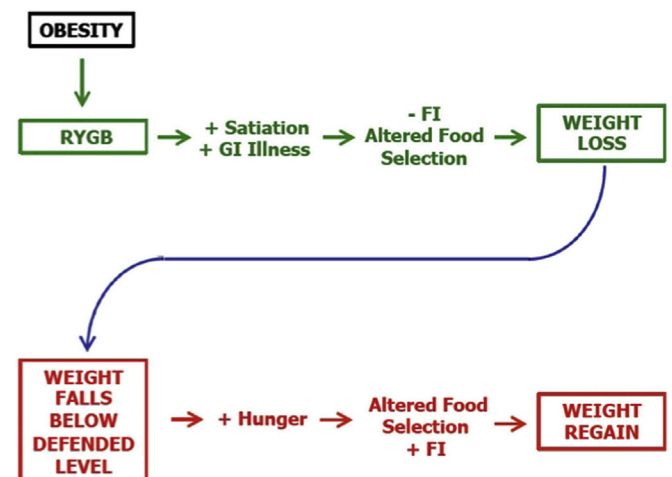 OBESITY
RYGB
+ Satiation
+ GI Illness
- FI
Altered Food
Selection
WEIGHT
LOSS
WEIGHT
FALLS
BELOW
DEFENDED
LEVEL
+ Hunger
Altered Food
Selection
+ FI
WEIGHT
REGAIN